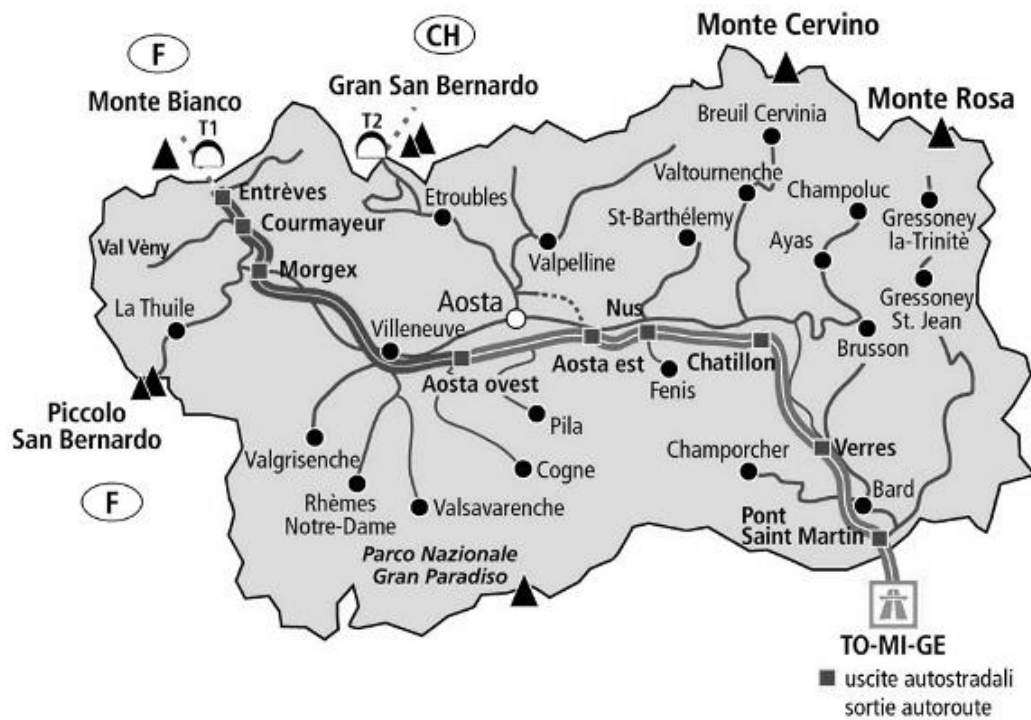 F
CH
Monte Cervino
Gran San Bernardo
Monte Bianco
Monte Rosa
T1
T2
Breuil Cervinia
Valtournenche
Champoluc
Entrèves
Etroubles
St-Barthélemy
Gressoney
la-Trinitè
Courmayeur
Val Vèny
Valpelline
Ayas
Morgex
La Thuile
Aosta
Nus
Gressoney
St. Jean
Villeneuve
Brusson
Aosta ovest
Aosta est
Chatillon
Fenis
Piccolo
San Bernardo
Pila
Valgrisenche
Cogne
Champorcher
Verres
F
Rhèmes
Notre-Dame
Valsavarenche
Bard
Pont
Saint Martin
Parco Nazionale
Gran Paradiso
TO-MI-GE
uscite autostradali
sortie autoroute